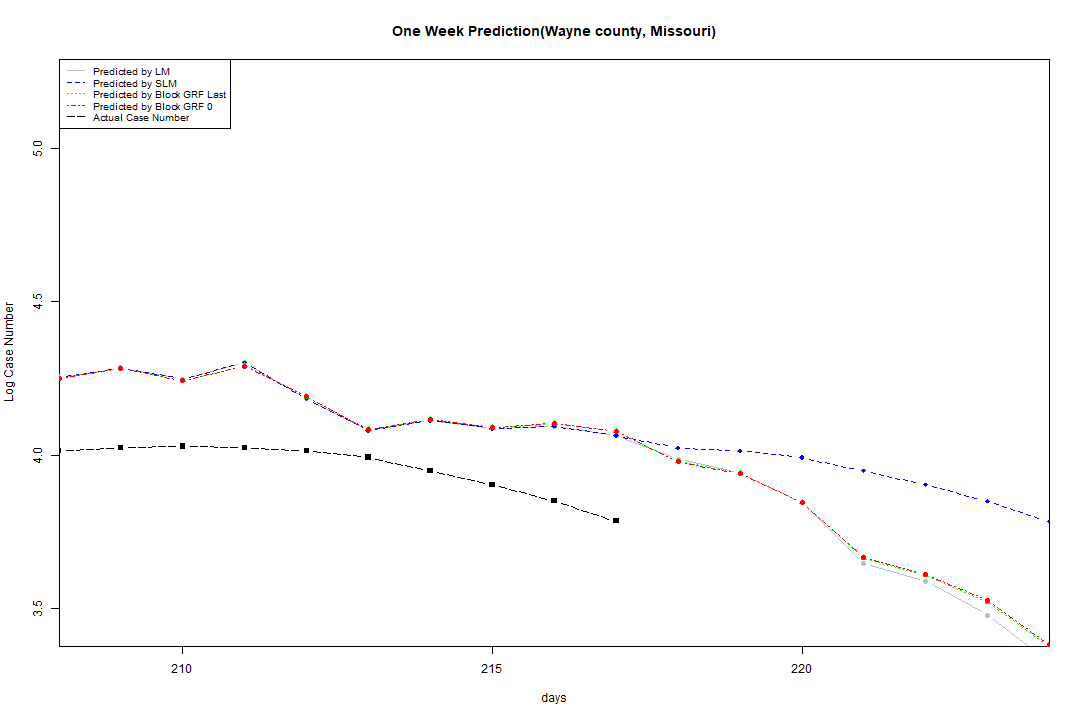 One Week Prediction(Wayne county, Missouri)
Predicted by LM
Predicted by SLM
Predicted by Block GRF Last
Predicted by Block GRF 0
Actual Case Number
5.0
4.5
4.0
3.5
Log Case Number
210
215
220
days